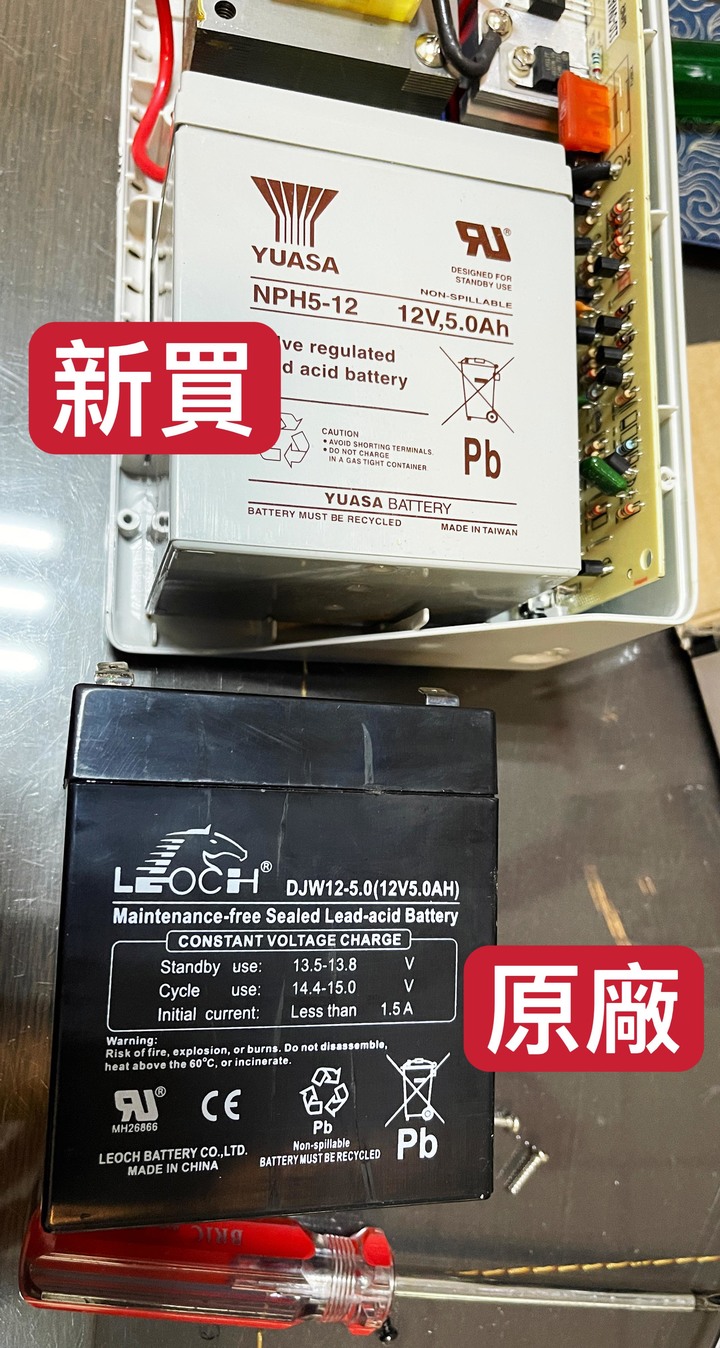 YUASA
NPH5-12 12V,5.0Ah
DESIGNED FOR
STANDBY USE
NON-SPILLABLE
新買
lve regulated
d acid battery
CAUTION
• AVOID SHORTING TERMINALS.
• DO NOT CHARGE
IN A GAS TIGHT CONTAINER
Pb
YUASA BATTERY
BATTERY MUST BE RECYCLED MADE IN TAIWAN
LEOCH® DJW12-5.0(12V5.0AH)
Maintenance-free Sealed Lead-acid Battery
CONSTANT VOLTAGE CHARGE
Standby use: 13.5-13.8 V
Cycle use: 14.4-15.0 V
Initial current: Less than 1.5A
原廠
Warning:
Risk of fire, explosion, or burns. Do not disassemble,
heat above the 60°C, or incinerate.
MH26866
CE
Pb
Non-spillable
BATTERY MUST BE RECYCLED
Pb
LEOCH BATTERY CO.,LTD.
MADE IN CHINA